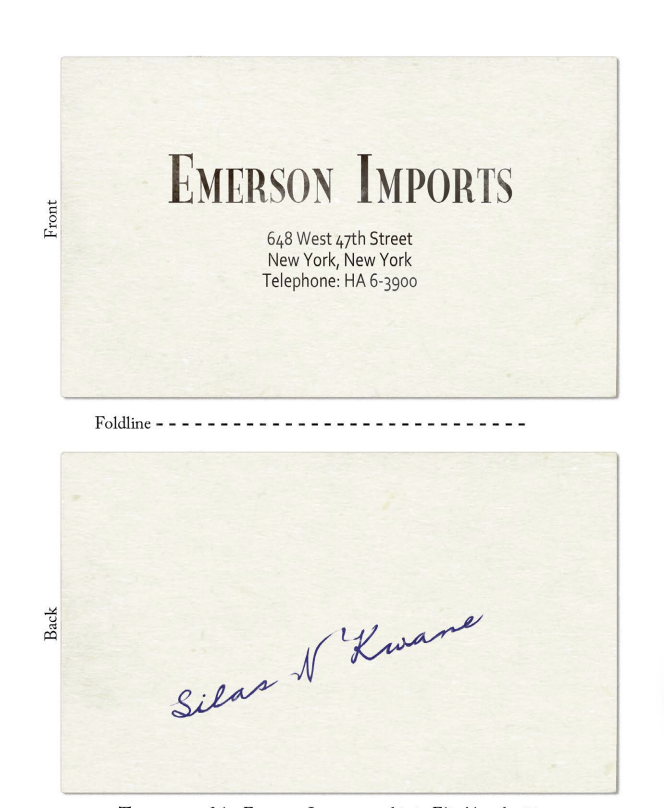 Front
EMERSON IMPORTS
648 West 47th Street
New York, New York
Telephone: HA 6-3900
Foldline
Back
Silas N'Kwane